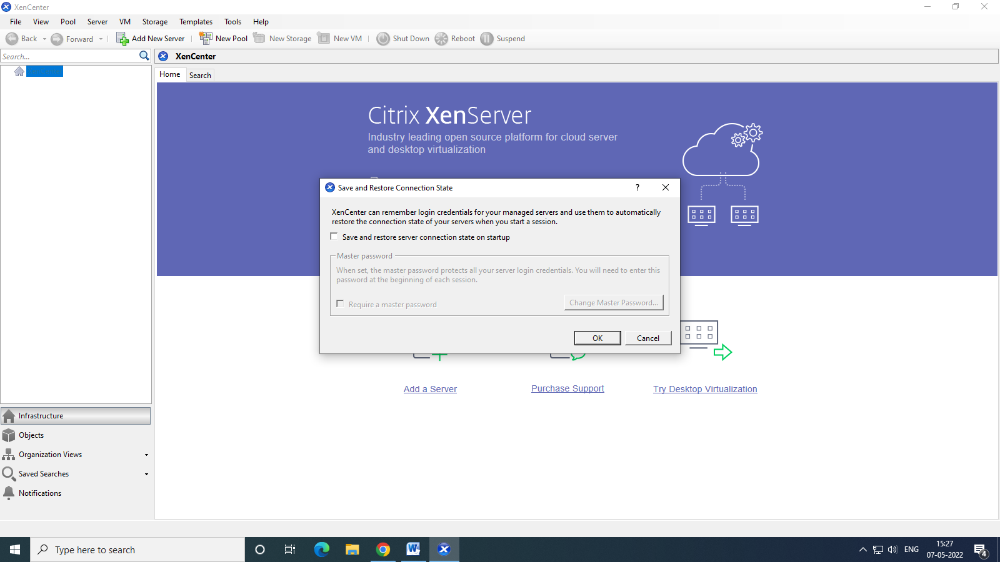 XenCenter
File View Pool Server VM Storage Templates Tools Help
Back Forward Add New Server New Pool New Storage New VM Shut Down Reboot Suspend
Search...
XenCenter
Home Search
Citrix XenServer
Industry leading open source platform for cloud server
and desktop virtualization
Save and Restore Connection State
?
XenCenter can remember login credentials for your managed servers and use them to automatically
restore the connection state of your servers when you start a session.
Save and restore server connection state on startup
Master password
When set, the master password protects all your server login credentials. You will need to enter this
password at the beginning of each session.
Require a master password
Change Master Password...
OK Cancel
Add a Server
Purchase Support
Try Desktop Virtualization
Infrastructure
Objects
Organization Views
Saved Searches
Notifications
Type here to search
ENG
15:27
07-05-2022
4